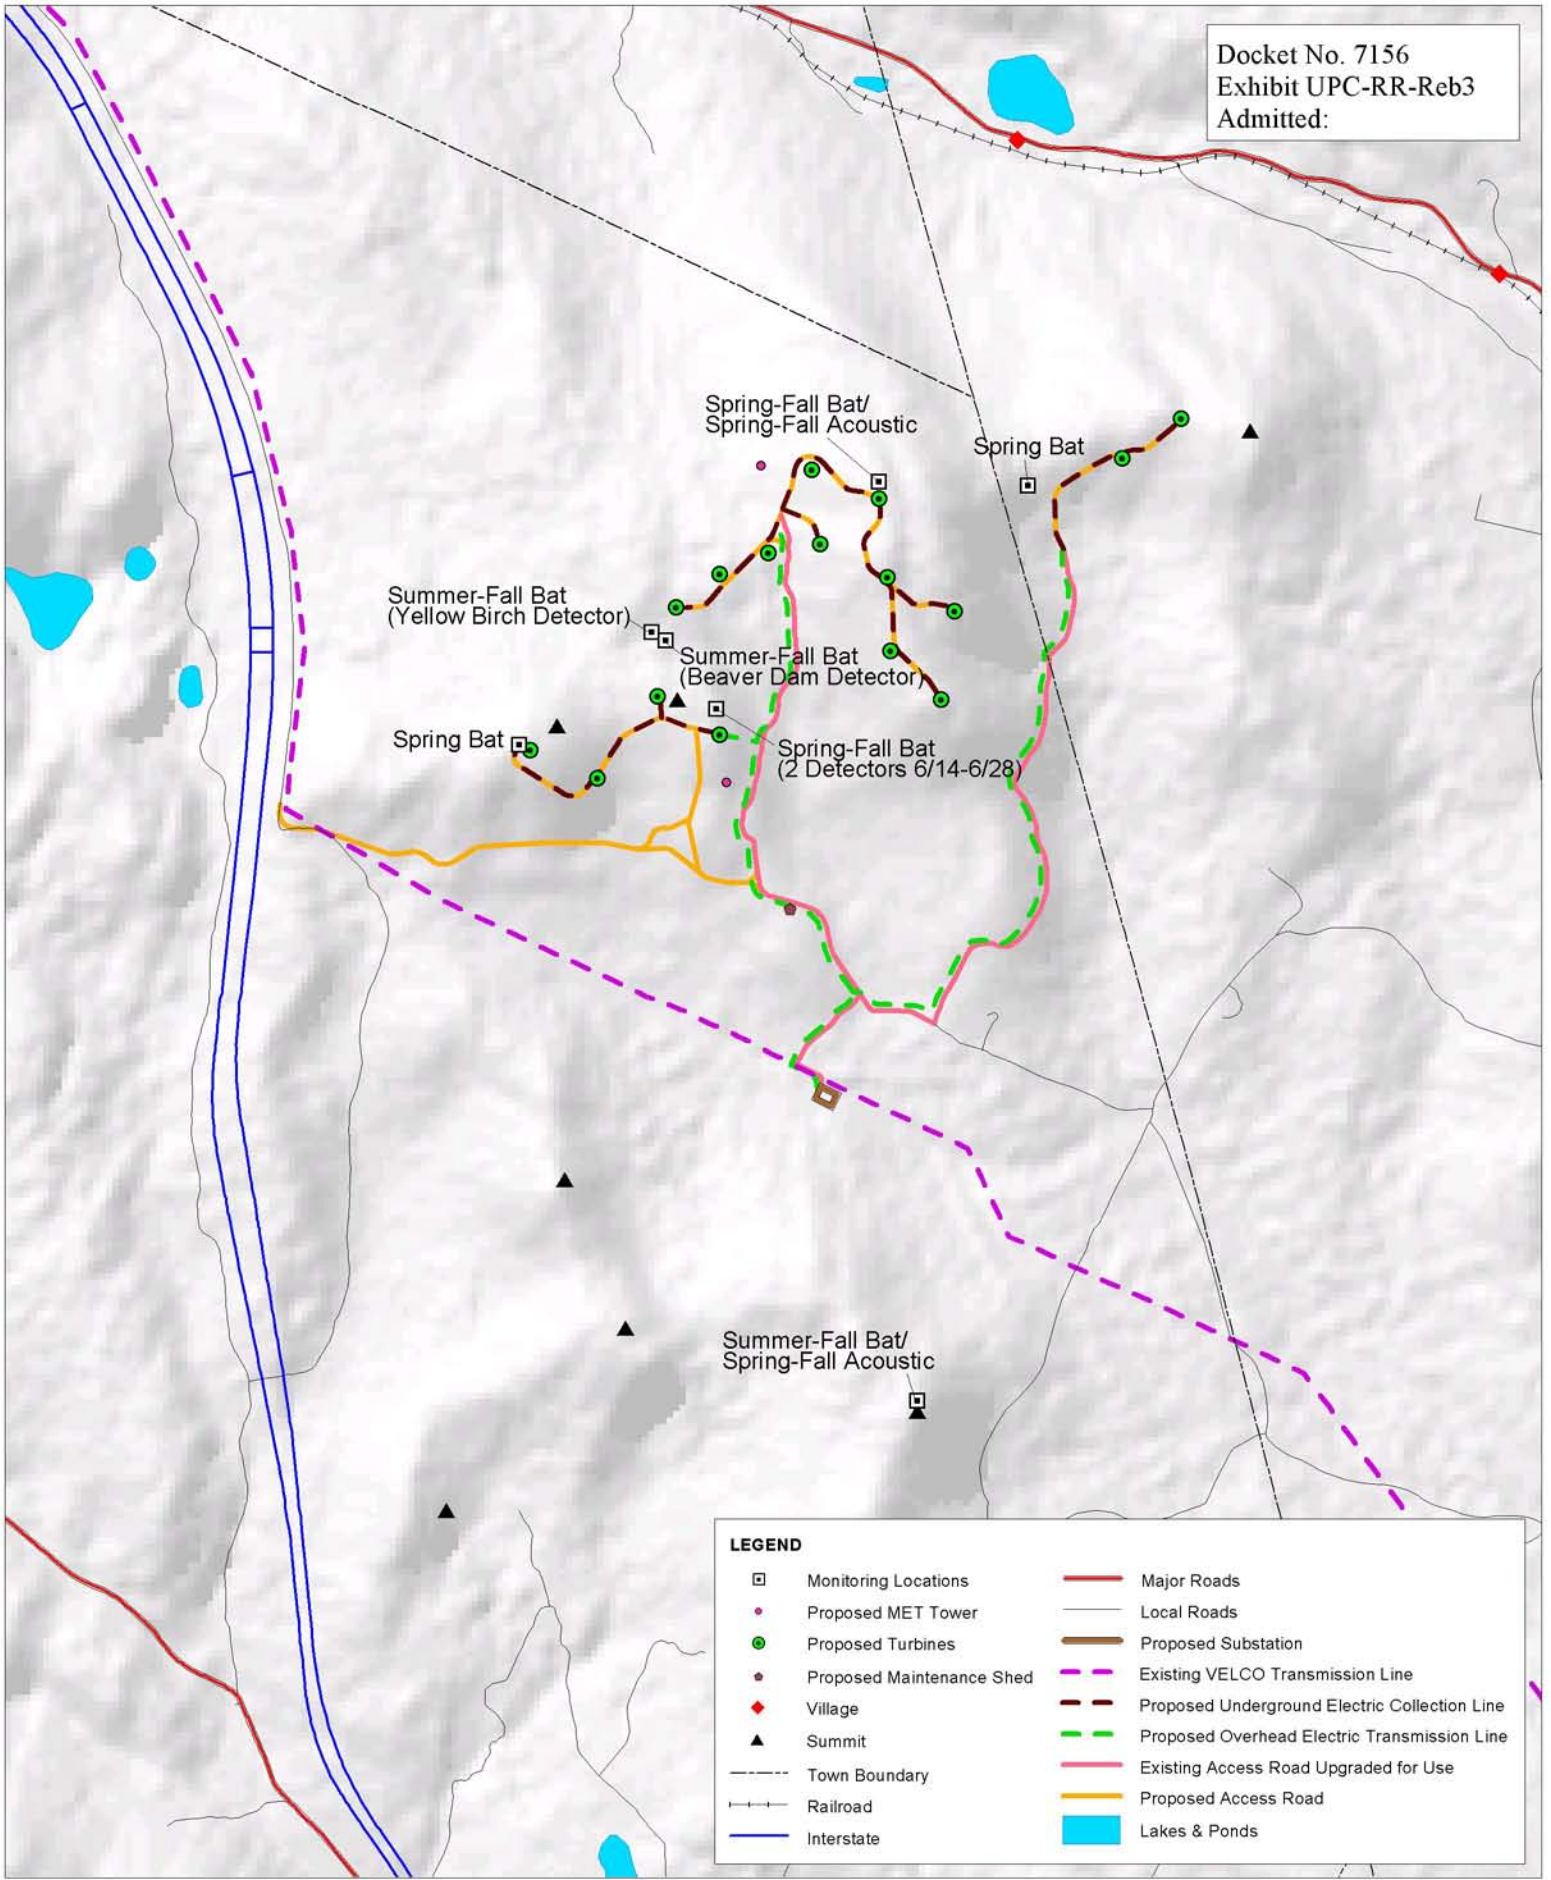 Docket No. 7156
Exhibit UPC-RR-Reb3
Admitted:
Spring-Fall Bat/
Spring-Fall Acoustic
Spring Bat
Summer-Fall Bat
(Yellow Birch Detector)
Summer-Fall Bat
(Beaver Dam Detector)
Spring Bat
Spring-Fall Bat
(2 Detectors 6/14-6/28)
Summer-Fall Bat/
Spring-Fall Acoustic
LEGEND
Monitoring Locations
Proposed MET Tower
Proposed Turbines
Proposed Maintenance Shed
Village
Summit
Town Boundary
Railroad
Interstate
Major Roads
Local Roads
Proposed Substation
Existing VELCO Transmission Line
Proposed Underground Electric Collection Line
Proposed Overhead Electric Transmission Line
Existing Access Road Upgraded for Use
Proposed Access Road
Lakes & Ponds